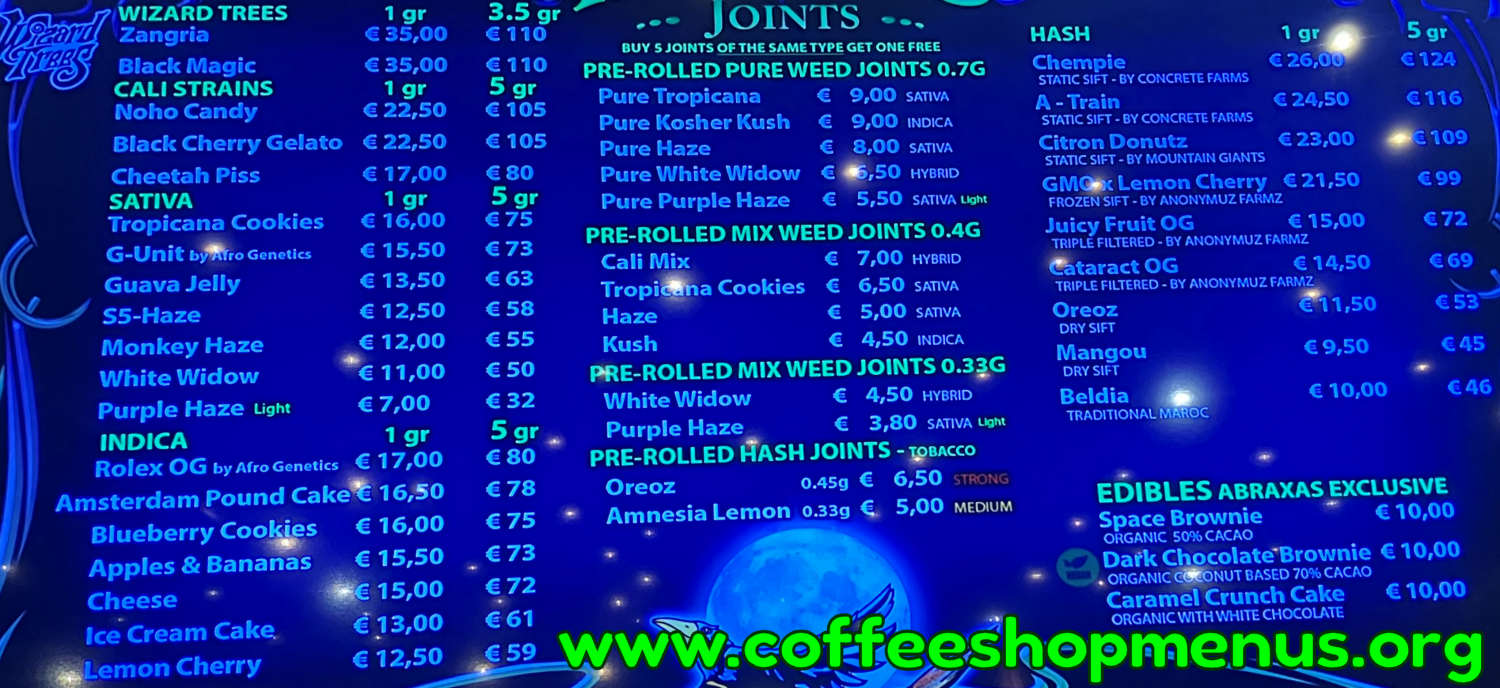 Wizard
Trees
WIZARD TREES 1 gr 3.5 gr
Zangria € 35,00 € 110
Black Magic € 35,00 € 110
CALI STRAINS 1 gr 5 gr
Noho Candy € 22,50 € 105
Black Cherry Gelato € 22,50 € 105
Cheetah Piss € 17,00 € 80
SATIVA 1 gr 5 gr
Tropicana Cookies € 16,00 € 75
G-Unit by Afro Genetics € 15,50 € 73
Guava Jelly € 13,50 € 63
S5-Haze € 12,50 € 58
Monkey Haze € 12,00 € 55
White Widow € 11,00 € 50
Purple Haze Light € 7,00 € 32
INDICA 1 gr 5 gr
Rolex OG by Afro Genetics € 17,00 € 80
Amsterdam Pound Cake € 16,50 € 78
Blueberry Cookies € 16,00 € 75
Apples & Bananas € 15,50 € 73
Cheese € 15,00 € 72
Ice Cream Cake € 13,00 € 61
Lemon Cherry € 12,50 € 59
JOINTS
BUY 5 JOINTS OF THE SAME TYPE GET ONE FREE
PRE-ROLLED PURE WEED JOINTS 0.7G
Pure Tropicana € 9,00 SATIVA
Pure Kosher Kush € 9,00 INDICA
Pure Haze € 8,00 SATIVA
Pure White Widow € 6,50 HYBRID
Pure Purple Haze € 5,50 SATIVA Light
PRE-ROLLED MIX WEED JOINTS 0.4G
Cali Mix € 7,00 HYBRID
Tropicana Cookies € 6,50 SATIVA
Haze € 5,00 SATIVA
Kush € 4,50 INDICA
PRE-ROLLED MIX WEED JOINTS 0.33G
White Widow € 4,50 HYBRID
Purple Haze € 3,80 SATIVA Light
PRE-ROLLED HASH JOINTS - TOBACCO
Oreoz 0.45g € 6,50 STRONG
Amnesia Lemon 0.33g € 5,00 MEDIUM
HASH 1 gr 5 gr
Chempie € 26,00 € 124
STATIC SIFT - BY CONCRETE FARMS
A - Train € 24,50 € 116
STATIC SIFT - BY CONCRETE FARMS
Citron Donutz € 23,00 € 109
STATIC SIFT - BY MOUNTAIN GIANTS
GMO x Lemon Cherry € 21,50 € 99
FROZEN SIFT - BY ANONYMUZ FARMZ
Juicy Fruit OG € 15,00 € 72
TRIPLE FILTERED - BY ANONYMUZ FARMZ
Cataract OG € 14,50 € 69
TRIPLE FILTERED - BY ANONYMUZ FARMZ
Oreoz € 11,50 € 53
DRY SIFT
Mangou € 9,50 € 45
DRY SIFT
Beldia € 10,00 € 46
TRADITIONAL MAROC
EDIBLES ABRAXAS EXCLUSIVE
Space Brownie € 10,00
ORGANIC 50% CACAO
Dark Chocolate Brownie € 10,00
ORGANIC COCONUT BASED 70% CACAO
Caramel Crunch Cake € 10,00
ORGANIC WITH WHITE CHOCOLATE
www.coffeeshopmenus.org